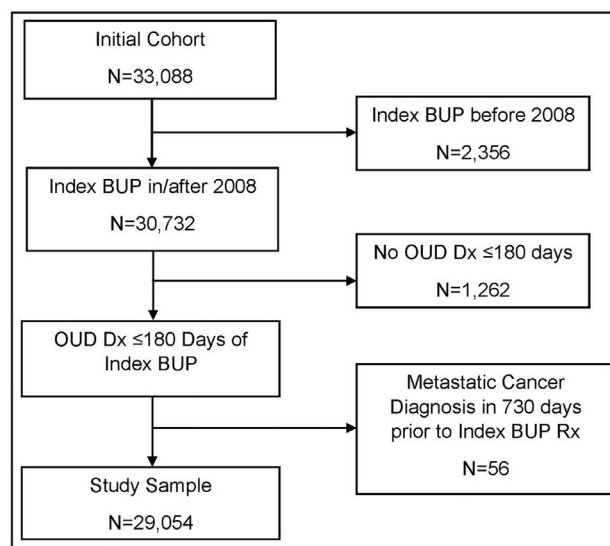 Initial Cohort
N=33,088
Index BUP before 2008
N=2,356
Index BUP in/after 2008
N=30,732
No OUD Dx ≤180 days
N=1,262
OUD Dx ≤180 Days of
Index BUP
Metastatic Cancer
Diagnosis in 730 days
prior to Index BUP Rx
N=56
Study Sample
N=29,054